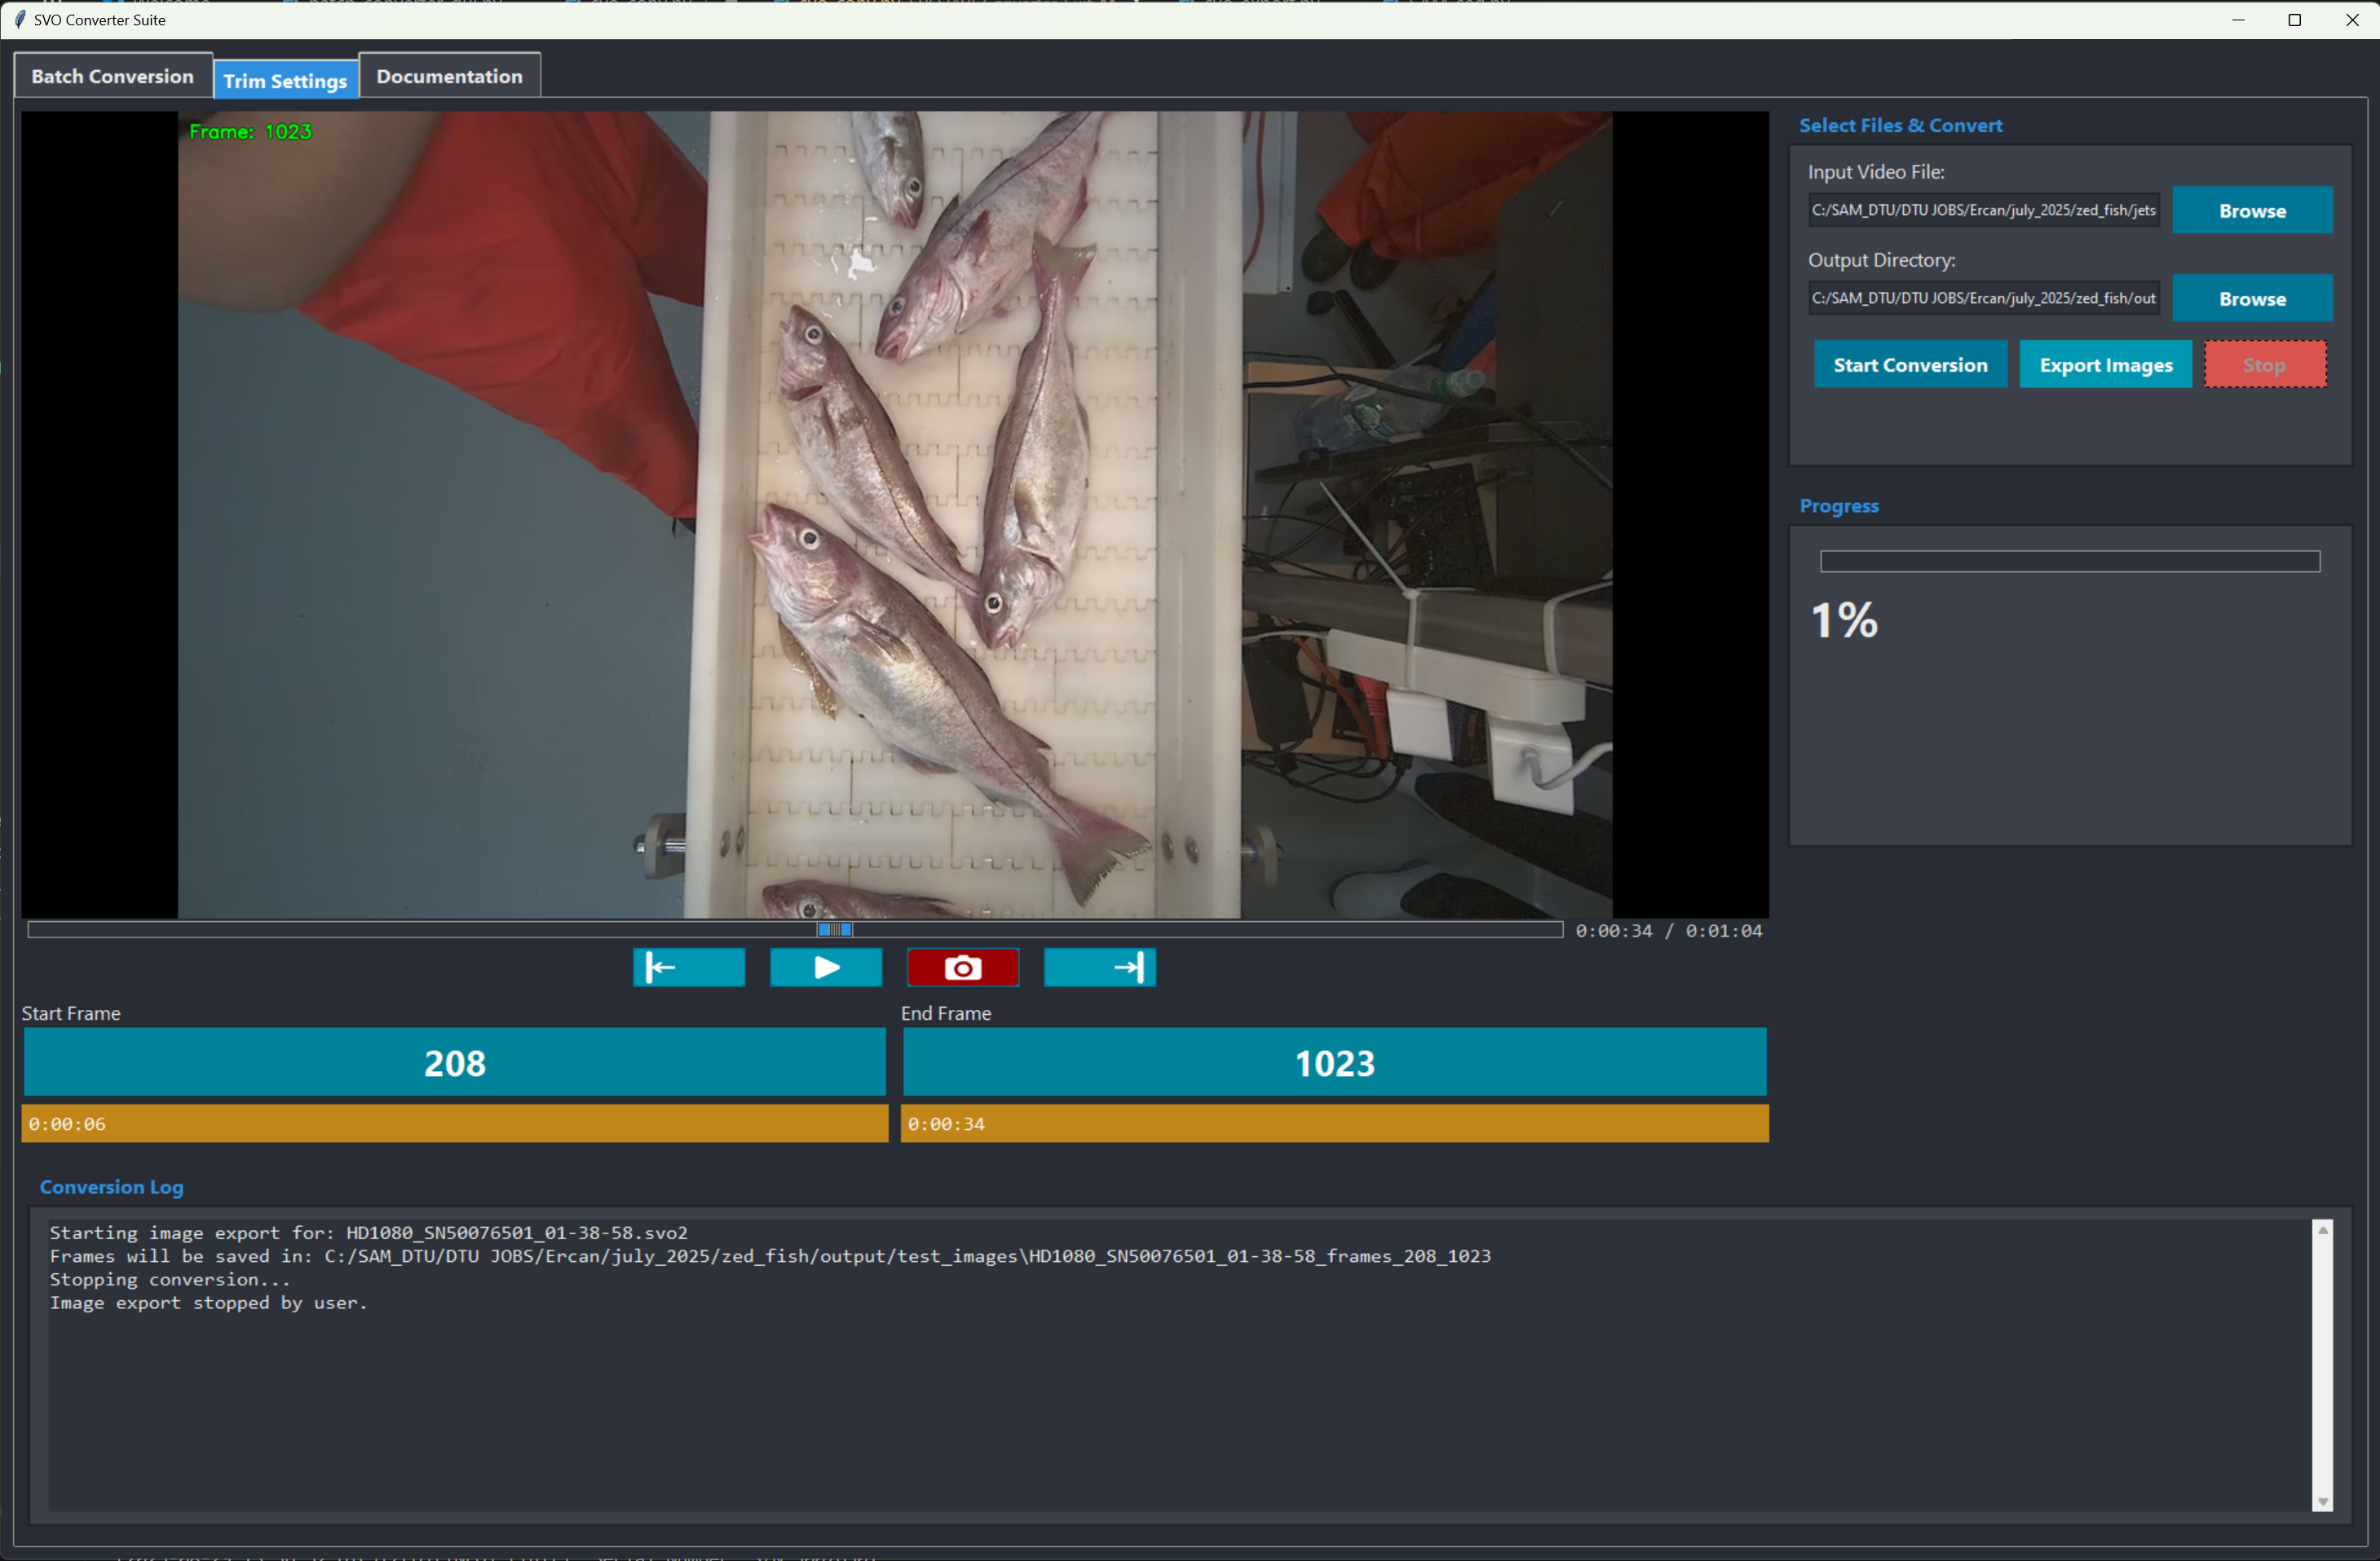 SVO Converter Suite
Batch Conversion
Trim Settings
Documentation
Frame: 1023
Select Files & Convert
Input Video File:
C:/SAM_DTU/DTU JOBS/Ercan/july_2025/zed_fish/jets
Browse
Output Directory:
C:/SAM_DTU/DTU JOBS/Ercan/july_2025/zed_fish/out
Browse
Start Conversion
Export Images
Stop
Progress
1%
0:00:34 / 0:01:04
Start Frame
End Frame
208
1023
0:00:06
0:00:34
Conversion Log
Starting image export for: HD1080_SN50076501_01-38-58.svo2
Frames will be saved in: C:/SAM_DTU/DTU JOBS/Ercan/july_2025/zed_fish/output/test_images\HD1080_SN50076501_01-38-58_frames_208_1023
Stopping conversion...
Image export stopped by user.